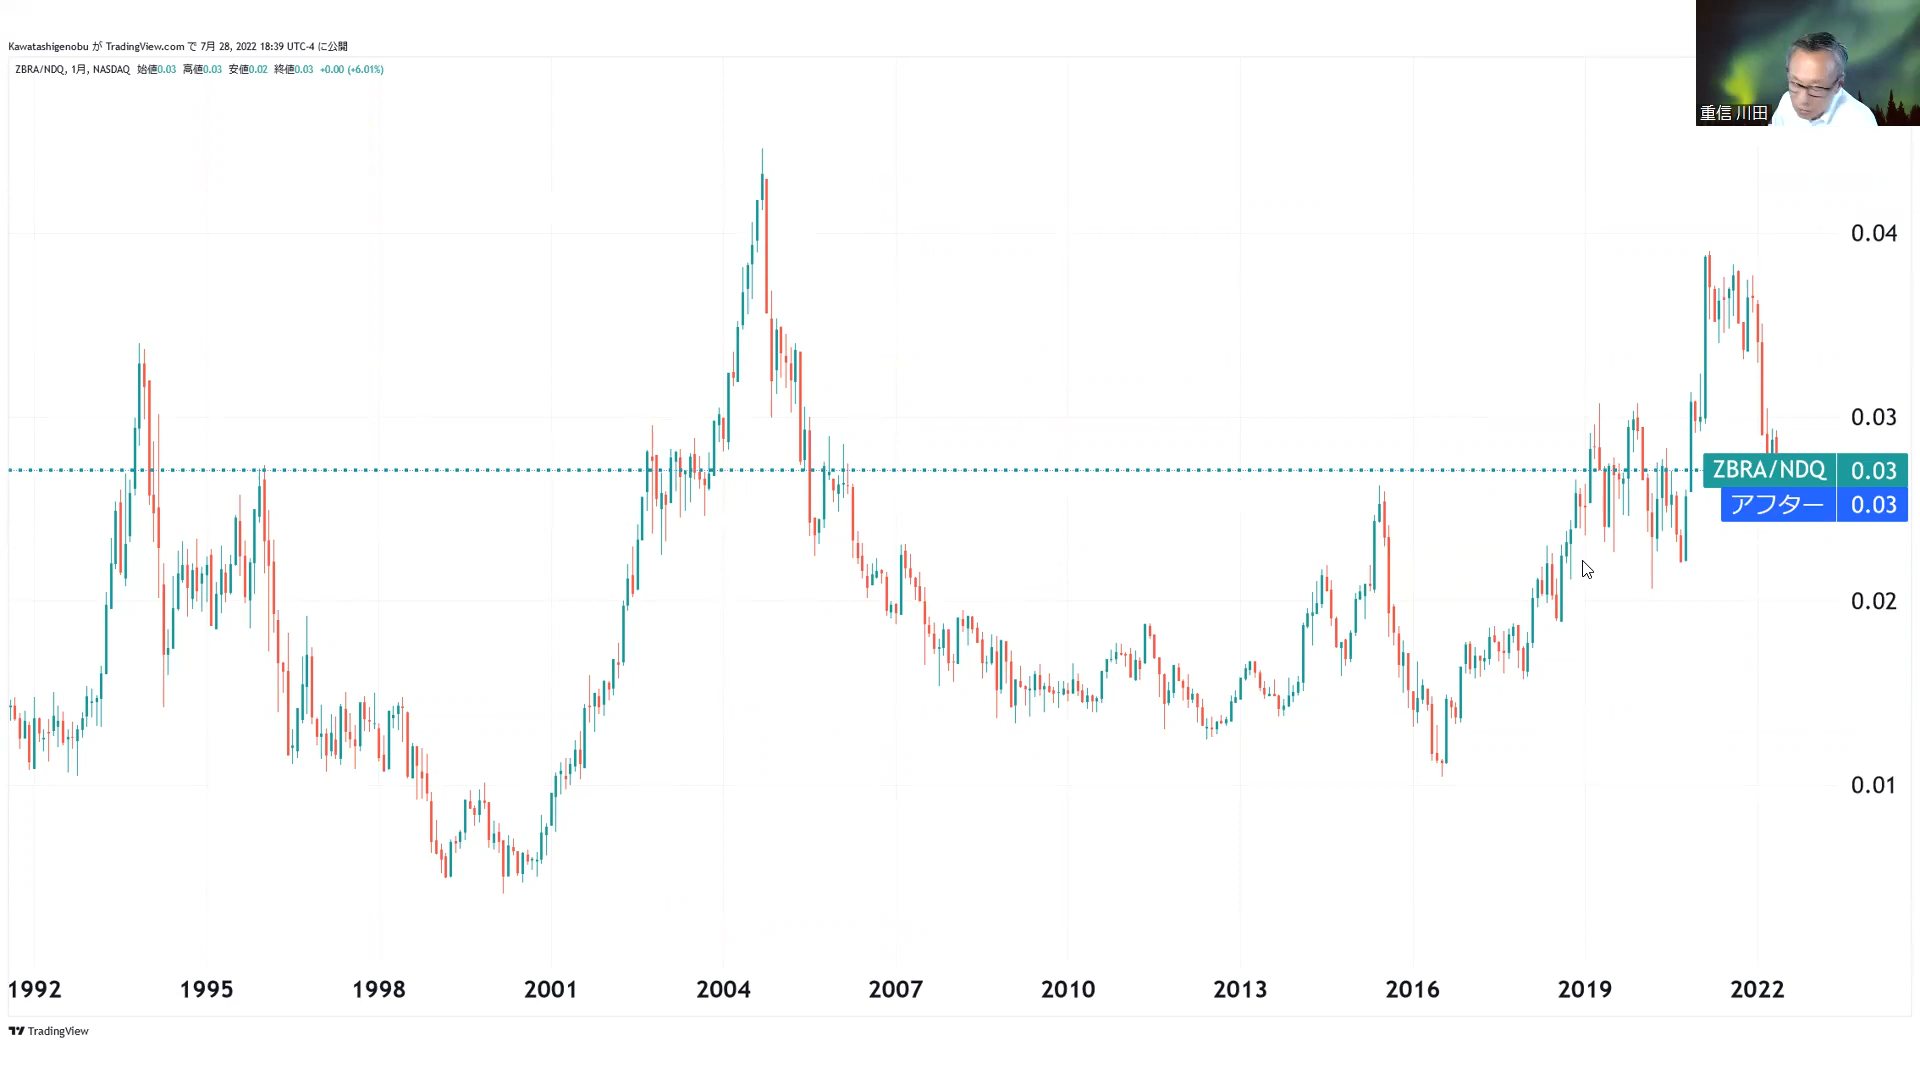 Kawatashigenobu が TradingView.com で 7月 28, 2022 18:39 UTC-4 に公開
ZBRA/NDQ, 1月, NASDAQ 始値0.03 高値0.03 安値0.02 終値0.03 +0.00 (+6.01%)
重信 川田
0.04
0.03
ZBRA/NDQ 0.03
アフター 0.03
0.02
0.01
1992 1995 1998 2001 2004 2007 2010 2013 2016 2019 2022
TradingView